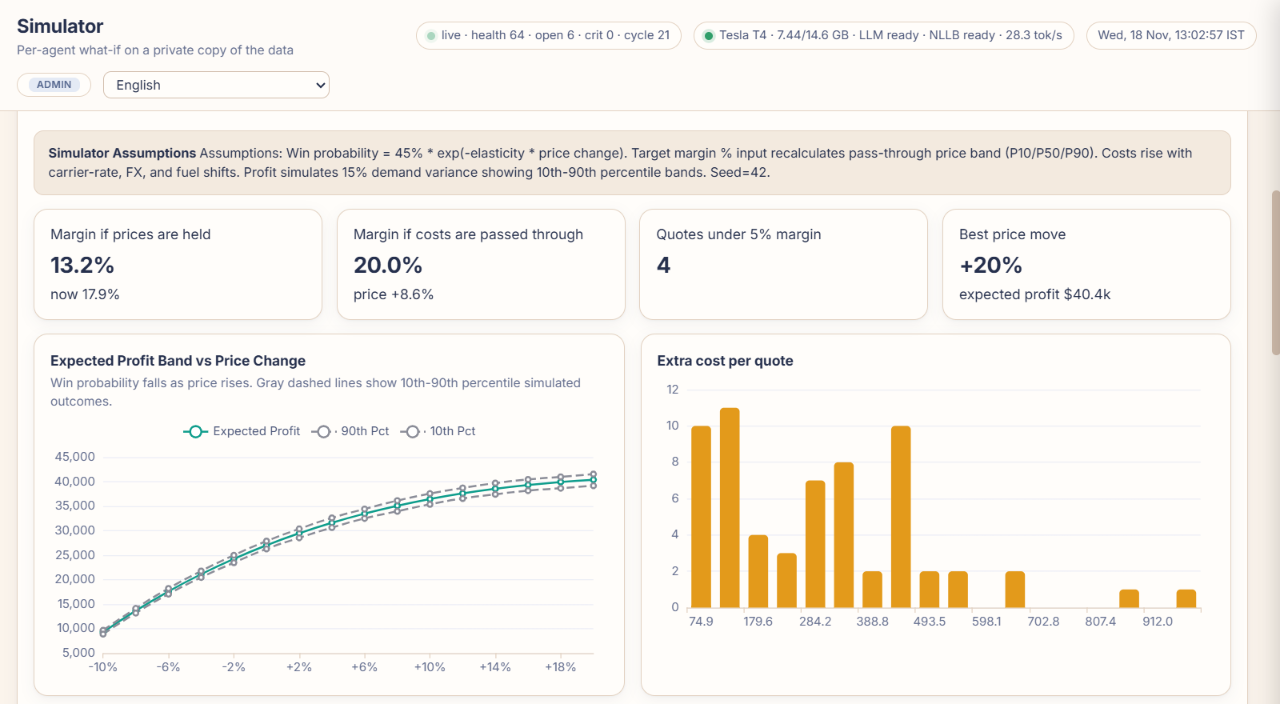 Simulator
Per-agent what-if on a private copy of the data
live · health 64 · open 6 · crit 0 · cycle 21
Tesla T4 · 7.44/14.6 GB · LLM ready · NLLB ready · 28.3 tok/s
Wed, 18 Nov, 13:02:57 IST
ADMIN
English
Simulator Assumptions Assumptions: Win probability = 45% * exp(-elasticity * price change). Target margin % input recalculates pass-through price band (P10/P50/P90). Costs rise with
carrier-rate, FX, and fuel shifts. Profit simulates 15% demand variance showing 10th-90th percentile bands. Seed=42.
Margin if prices are held
13.2%
now 17.9%
Margin if costs are passed through
20.0%
price +8.6%
Quotes under 5% margin
4
Best price move
+20%
expected profit $40.4k
Expected Profit Band vs Price Change
Win probability falls as price rises. Gray dashed lines show 10th-90th percentile simulated
outcomes.
Expected Profit · 90th Pct · 10th Pct
45,000
40,000
35,000
30,000
25,000
20,000
15,000
10,000
5,000
-10% -6% -2% +2% +6% +10% +14% +18%
Extra cost per quote
12
10
8
6
4
2
0
74.9 179.6 284.2 388.8 493.5 598.1 702.8 807.4 912.0